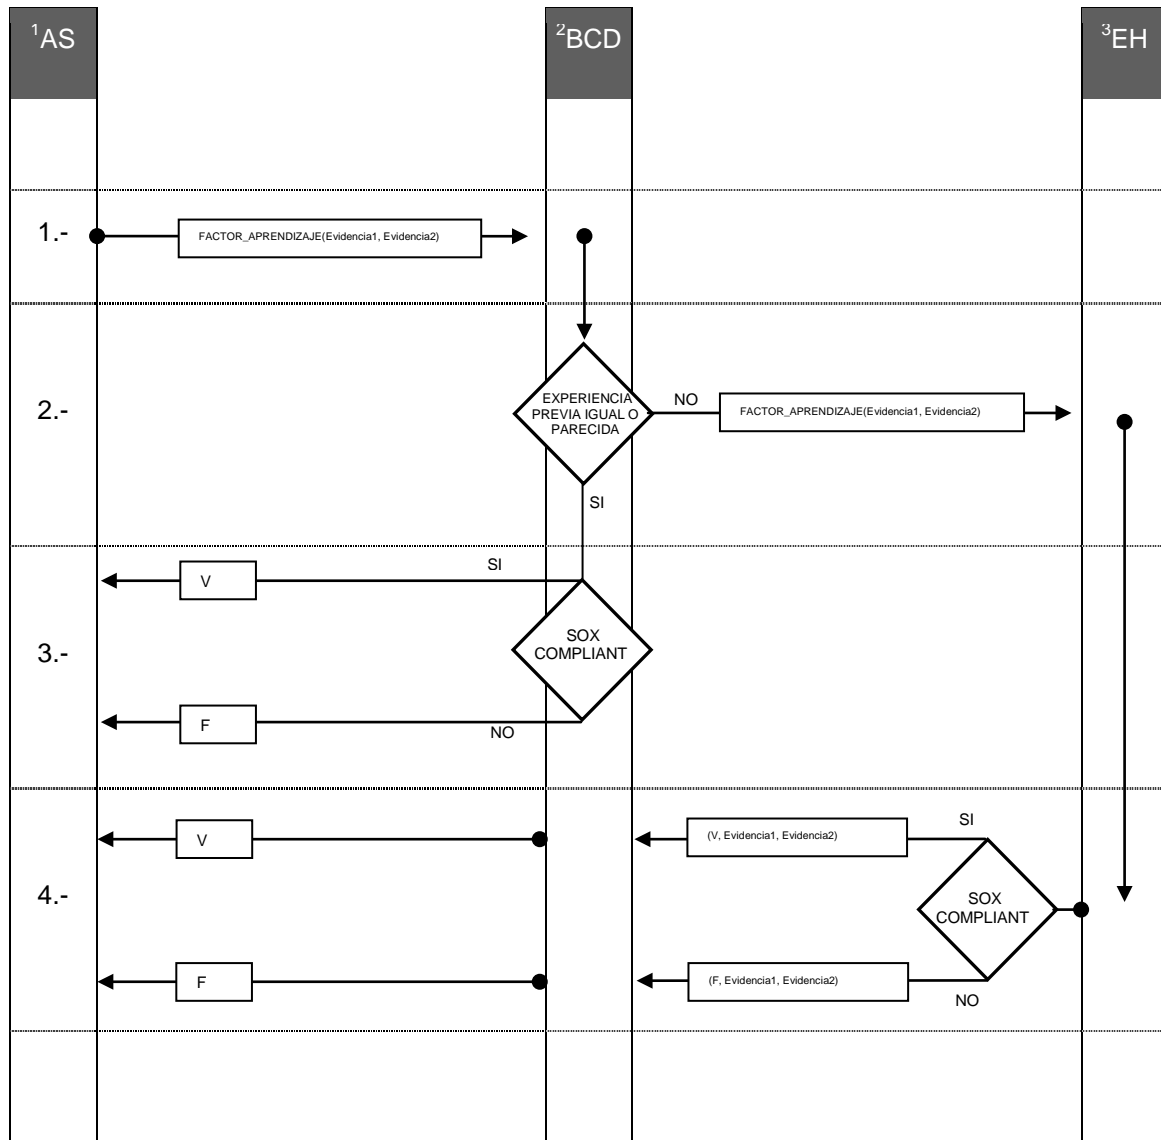 ¹AS
²BCD
³EH
1.-
FACTOR_APRENDIZAJE(Evidencia1, Evidencia2)
2.-
EXPERIENCIA
PREVIA IGUAL O
PARECIDA
NO
FACTOR_APRENDIZAJE(Evidencia1, Evidencia2)
SI
SI
V
3.-
SOX
COMPLIANT
F
NO
V
(V, Evidencia1, Evidencia2)
SI
4.-
SOX
COMPLIANT
F
(F, Evidencia1, Evidencia2)
NO